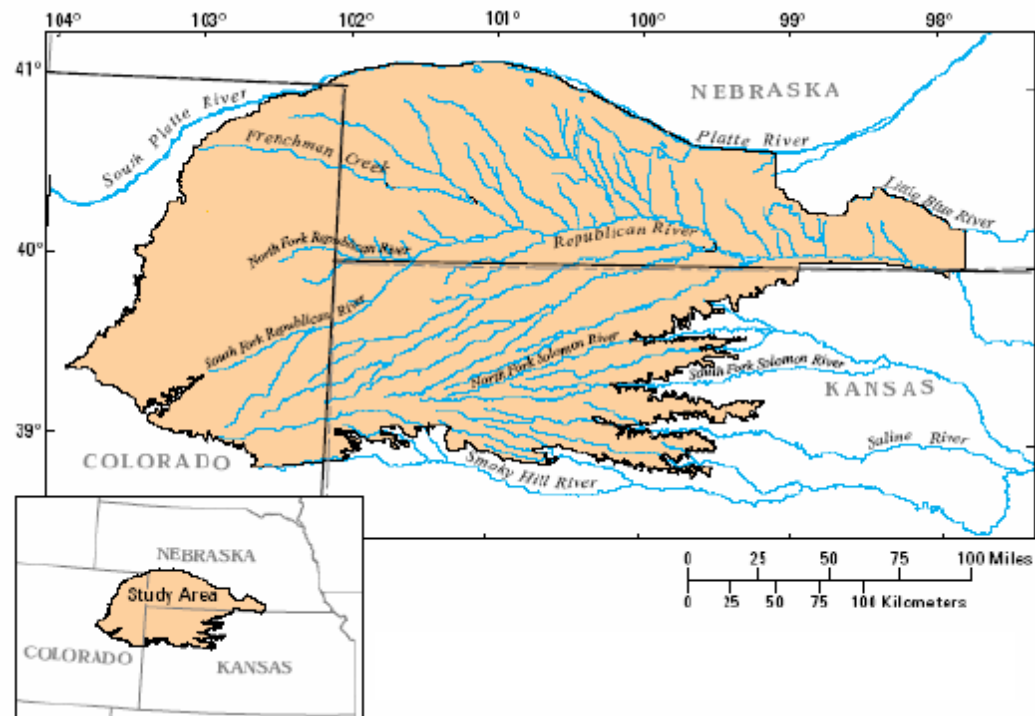 104° 103° 102° 101° 100° 99° 98°
41°
40°
39°
NEBRASKA
South Platte River
Platte River
Frenchman Creek
Little Blue River
Republican River
North Fork Republican River
South Fork Republican River
North Fork Solomon River
South Fork Solomon River
KANSAS
Saline River
COLORADO
Smoky Hill River
0 25 50 75 100 Miles
0 25 50 75 100 Kilometers
NEBRASKA
Study Area
COLORADO
KANSAS